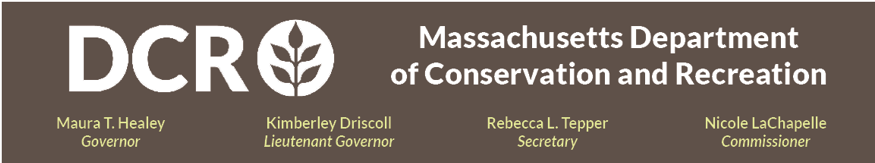 DCR
Massachusetts Department
of Conservation and Recreation
Maura T. Healey
Governor
Kimberley Driscoll
Lieutenant Governor
Rebecca L. Tepper
Secretary
Nicole LaChapelle
Commissioner